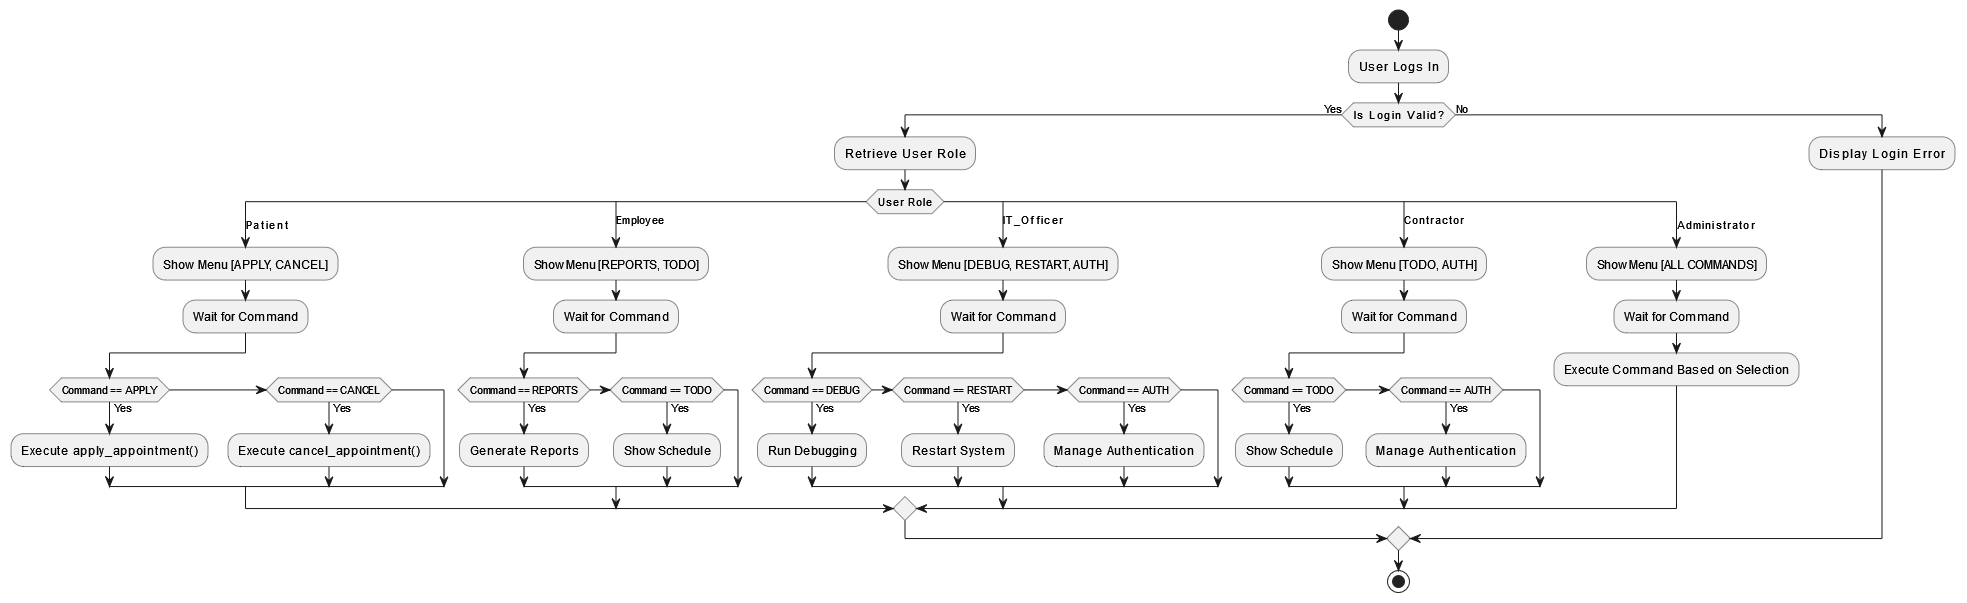 User Logs In
Yes
Is Login Valid?
No
Retrieve User Role
Display Login Error
User Role
Patient
Employee
IT_Officer
Contractor
Administrator
Show Menu [APPLY, CANCEL]
Show Menu [REPORTS, TODO]
Show Menu [DEBUG, RESTART, AUTH]
Show Menu [TODO, AUTH]
Show Menu [ALL COMMANDS]
Wait for Command
Wait for Command
Wait for Command
Wait for Command
Wait for Command
Execute Command Based on Selection
Command == APPLY
Command == CANCEL
Command == REPORTS
Command == TODO
Command == DEBUG
Command == RESTART
Command == AUTH
Command == TODO
Command == AUTH
Yes
Yes
Yes
Yes
Yes
Yes
Yes
Yes
Yes
Execute apply_appointment()
Execute cancel_appointment()
Generate Reports
Show Schedule
Run Debugging
Restart System
Manage Authentication
Show Schedule
Manage Authentication